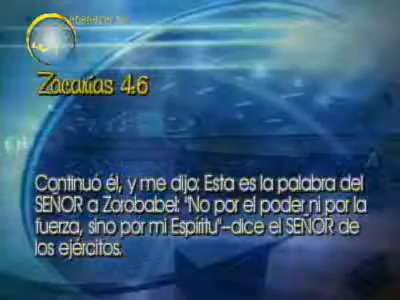 Zacarías 4:6
Continuó él, y me dijo: Esta es la palabra del
SEÑOR a Zorobabel: "No por el poder ni por la
fuerza, sino por mi Espíritu"--dice el SEÑOR de
los ejércitos.